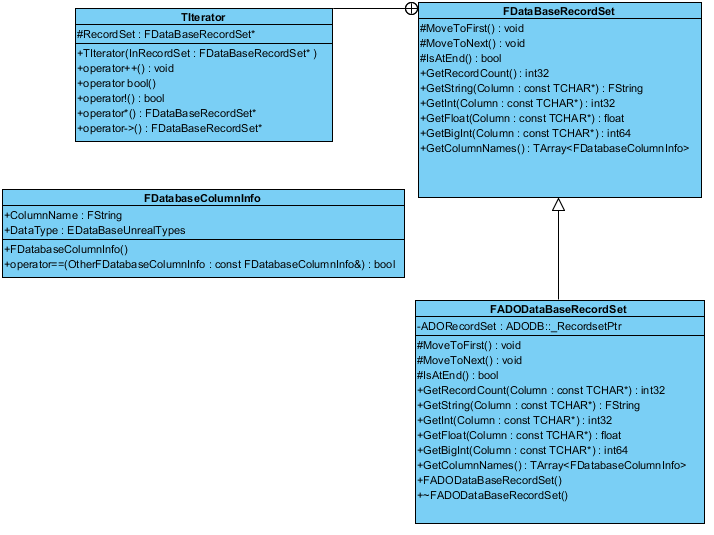 TIterator
#RecordSet : FDataBaseRecordSet*
+TIterator(InRecordSet : FDataBaseRecordSet* )
+operator++() : void
+operator bool()
+operator!() : bool
+operator*() : FDataBaseRecordSet*
+operator->() : FDataBaseRecordSet*
FDataBaseRecordSet
#MoveToFirst() : void
#MoveToNext() : void
#IsAtEnd() : bool
+GetRecordCount() : int32
+GetString(Column : const TCHAR*) : FString
+GetInt(Column : const TCHAR*) : int32
+GetFloat(Column : const TCHAR*) : float
+GetBigInt(Column : const TCHAR*) : int64
+GetColumnNames() : TArray<FDatabaseColumnInfo>
FDatabaseColumnInfo
+ColumnName : FString
+DataType : EDataBaseUnrealTypes
+FDatabaseColumnInfo()
+operator==(OtherFDatabaseColumnInfo : const FDatabaseColumnInfo&) : bool
FADODataBaseRecordSet
-ADORecordSet : ADODB::_RecordsetPtr
#MoveToFirst() : void
#MoveToNext() : void
#IsAtEnd() : bool
+GetRecordCount(Column : const TCHAR*) : int32
+GetString(Column : const TCHAR*) : FString
+GetInt(Column : const TCHAR*) : int32
+GetFloat(Column : const TCHAR*) : float
+GetBigInt(Column : const TCHAR*) : int64
+GetColumnNames() : TArray<FDatabaseColumnInfo>
+FADODataBaseRecordSet()
+~FADODataBaseRecordSet()